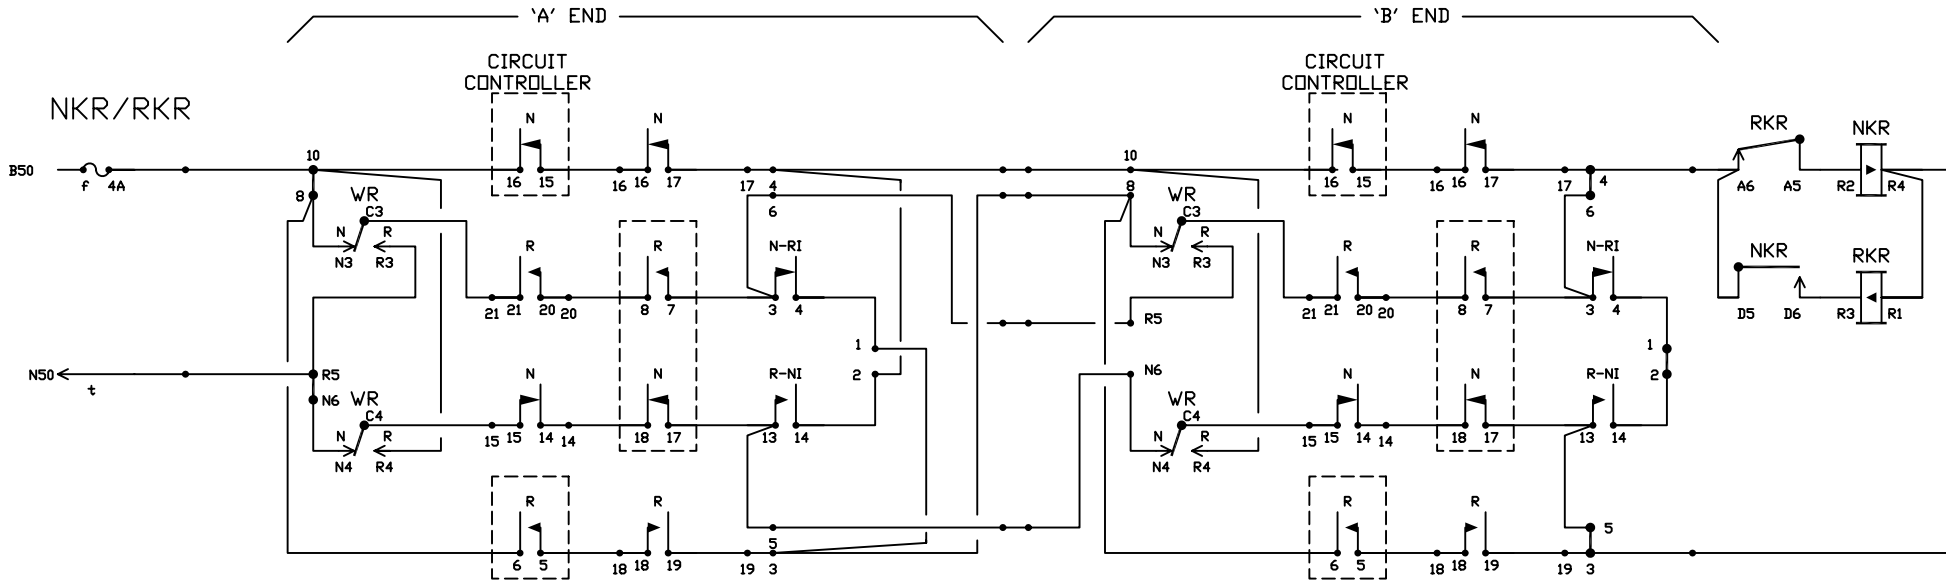 'A' END
'B' END
CIRCUIT
CONTROLLER
CIRCUIT
CONTROLLER
NKR/RKR
N N N N
RKR NKR
10 10
B50 f 4A 16 15 16 16 17 17 4 16 15 16 16 17 17 4 A6 A5 R2 R4
8 WR 6 8 WR 6
C3 C3
N R R R N-RI N R R R N-RI NKR RKR
N3 R3 N3 R3
21 21 20 20 8 7 3 4 21 21 20 20 8 7 3 4 D5 D6 R3 R1
R5
1 1
N50 t R5 2 N6 2
N6 WR N N R-NI WR N N R-NI
C4 C4
N R 15 15 14 14 18 17 13 14 N R 15 15 14 14 18 17 13 14
N4 R4 N4 R4
R R R R
5 5
6 5 18 18 19 19 3 6 5 18 18 19 19 3